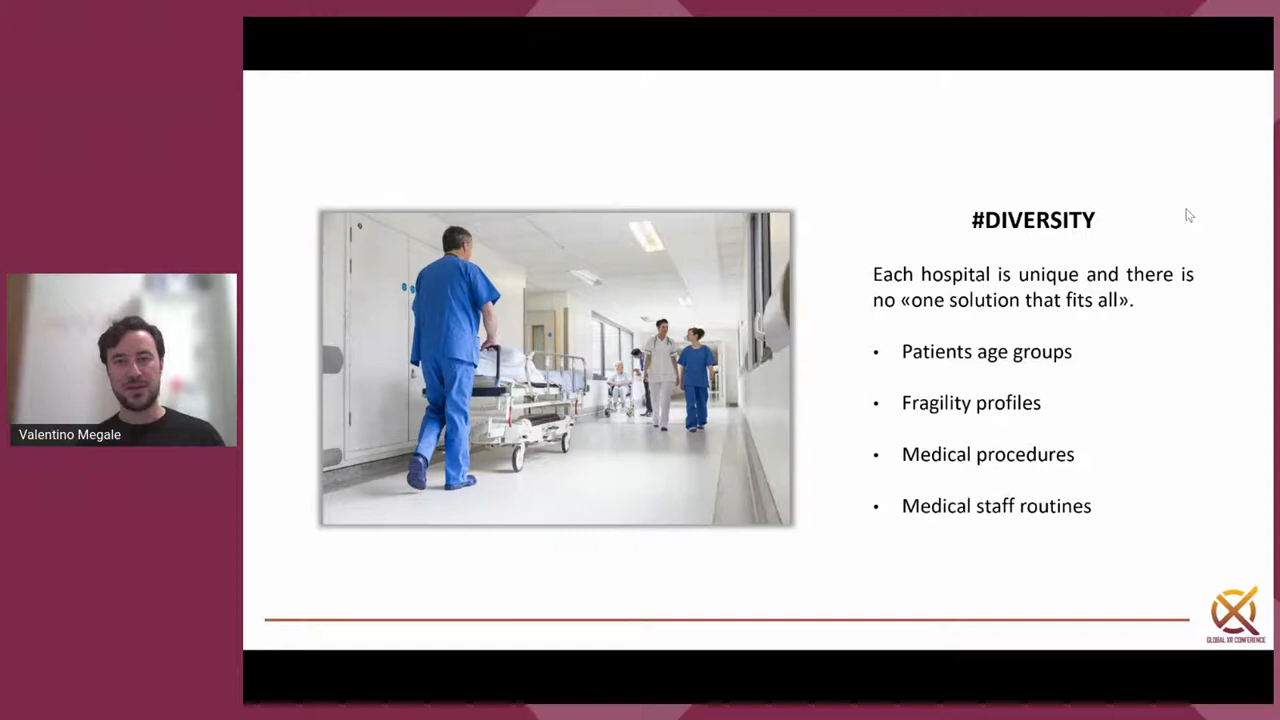 #DIVERSITY
Each hospital is unique and there is
no «one solution that fits all».
• Patients age groups
• Fragility profiles
• Medical procedures
• Medical staff routines
Valentino Megale
GLOBAL XR CONFERENCE